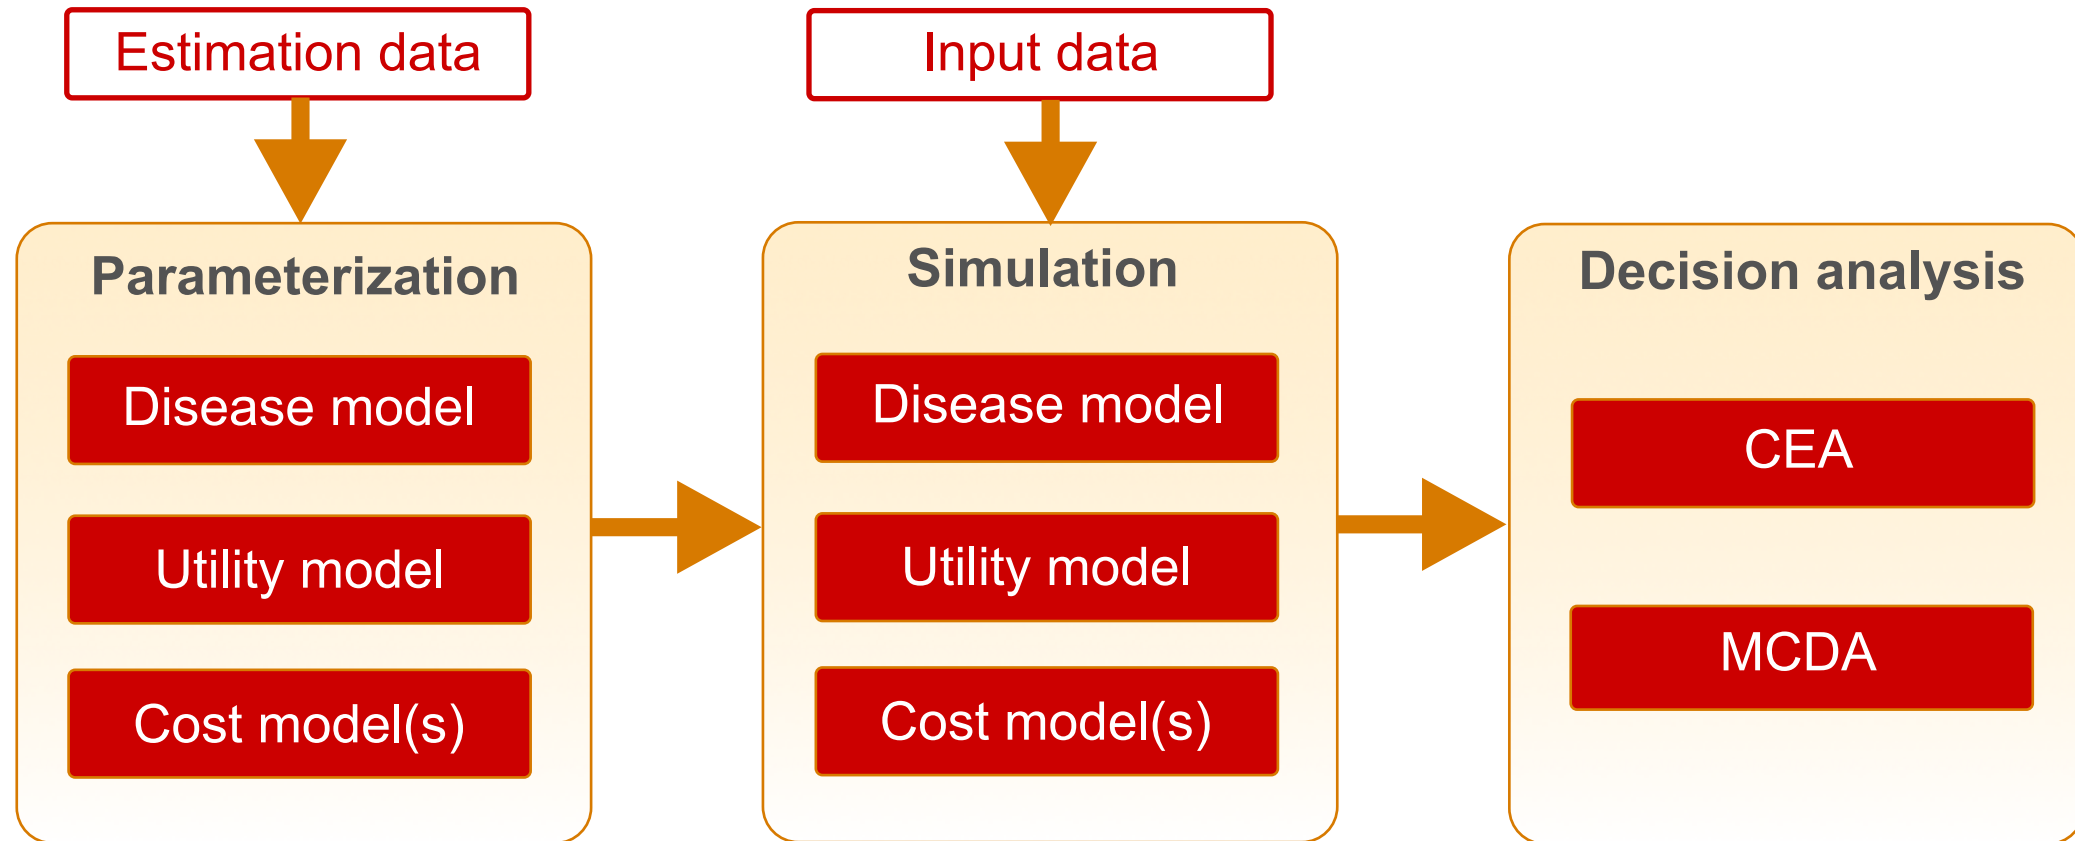 Estimation data
Input data
Parameterization
Disease model
Utility model
Cost model(s)
Simulation
Disease model
Utility model
Cost model(s)
Decision analysis
CEA
MCDA